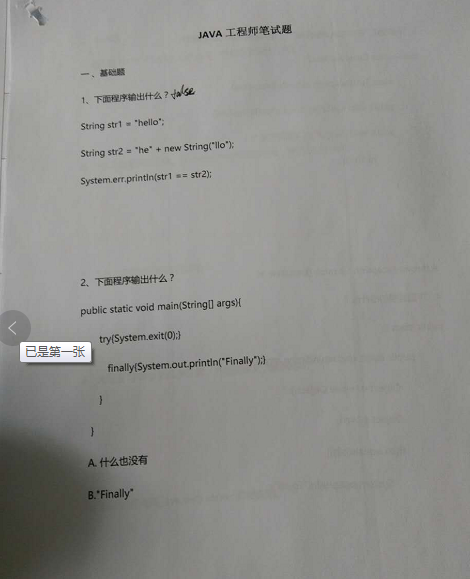 JAVA 工程师笔试题
一、基础题
1、下面程序输出什么？false
String str1 = "hello";
String str2 = "he" + new String("llo");
System.err.println(str1 == str2);
2、下面程序输出什么？
public static void main(String[] args){
try{System.exit(0);}
已是第一张
finally{System.out.println("Finally");}
}
}
A. 什么也没有
B."Finally"